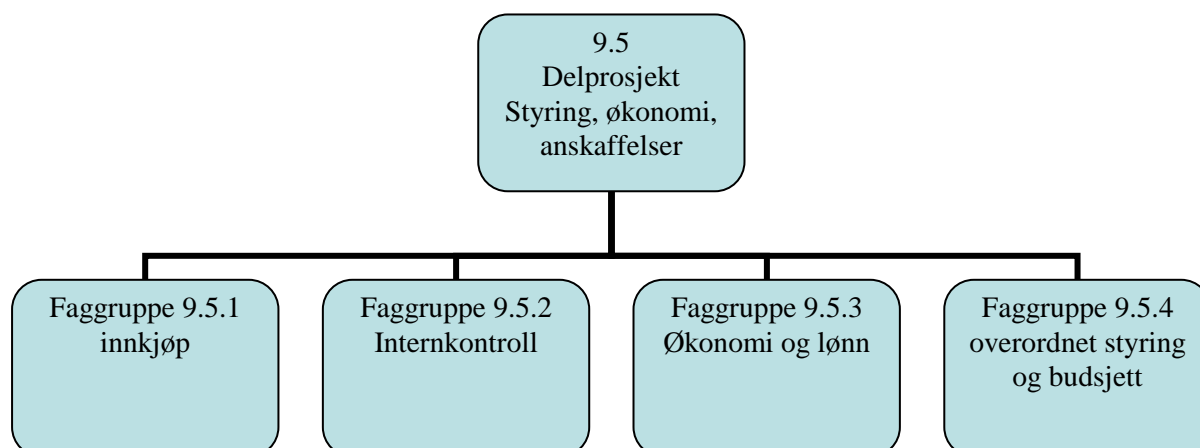 9.5
Delprosjekt
Styring, økonomi,
anskaffelser
Faggruppe 9.5.1
innkjøp
Faggruppe 9.5.2
Internkontroll
Faggruppe 9.5.3
Økonomi og lønn
Faggruppe 9.5.4
overordnet styring
og budsjett